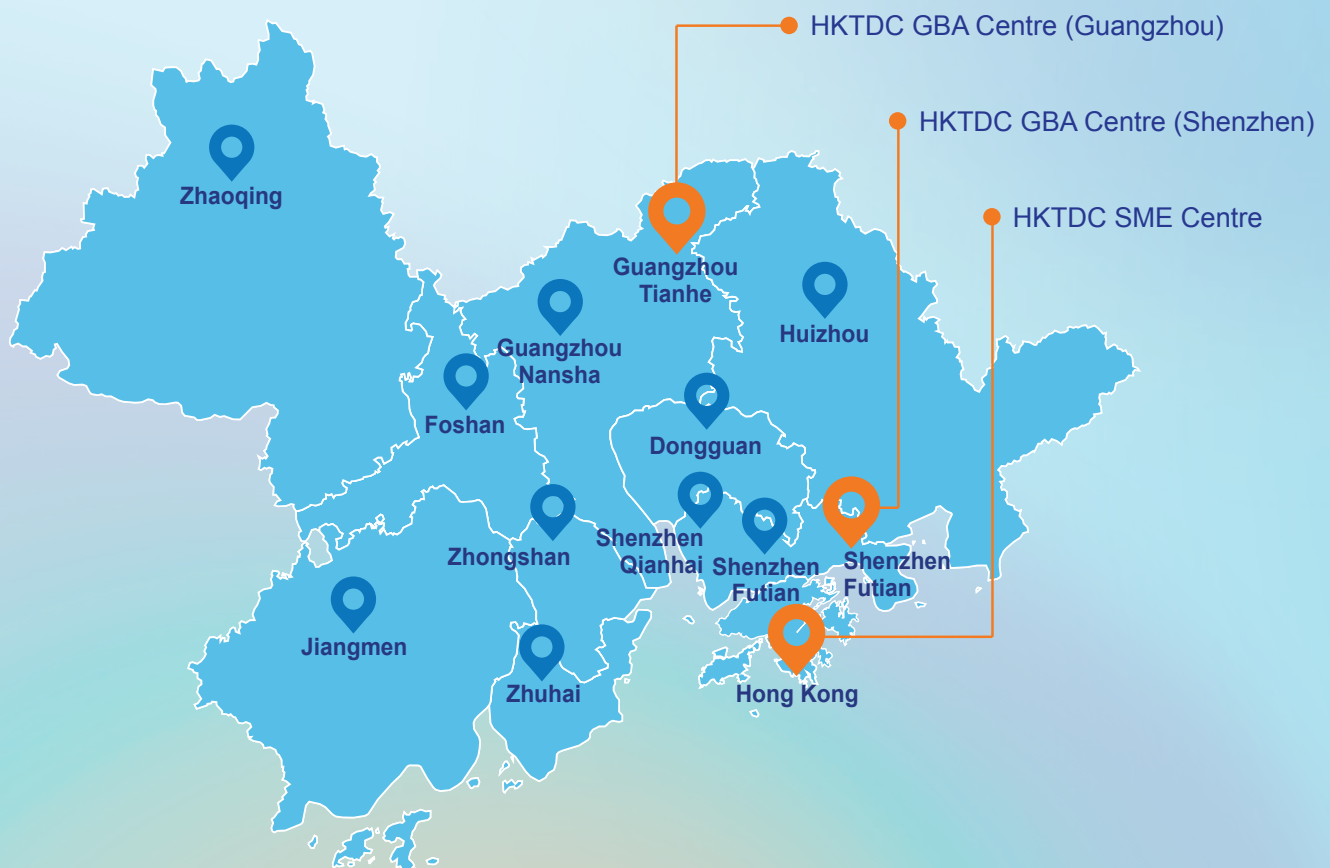 HKTDC GBA Centre (Guangzhou)
HKTDC GBA Centre (Shenzhen)
HKTDC SME Centre
Zhaoqing
Guangzhou
Tianhe
Huizhou
Guangzhou
Nansha
Foshan
Dongguan
Zhongshan
Shenzhen
Qianhai
Shenzhen
Futian
Shenzhen
Futian
Jiangmen
Zhuhai
Hong Kong